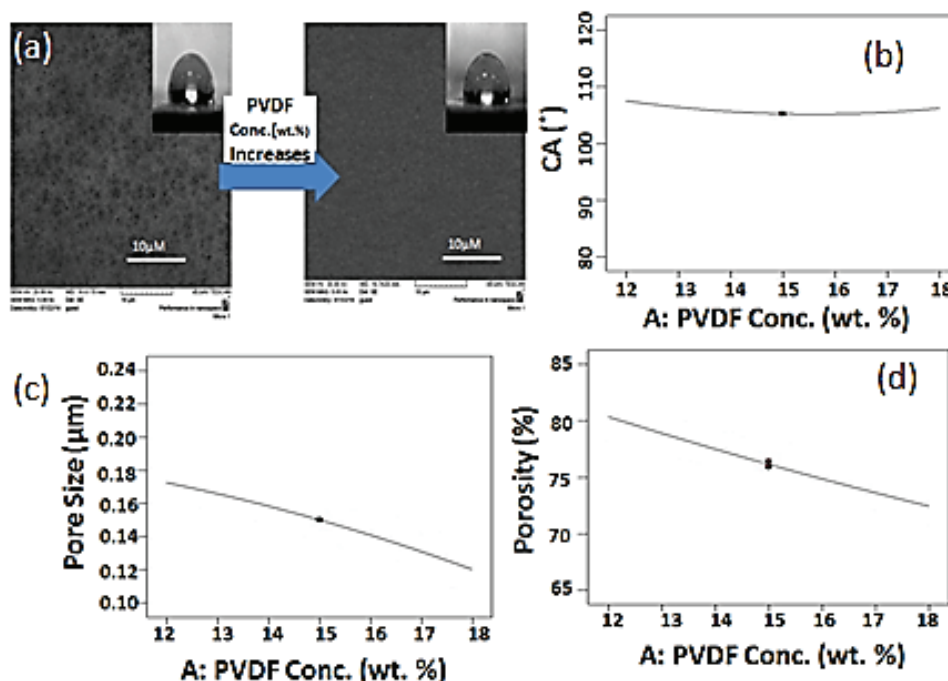 (a)
PVDF
Conc.(wt.%)
Increases
10µM
10µM
(b)
CA (°)
120
110
100
90
80
12 13 14 15 16 17 18
A: PVDF Conc. (wt. %)
(c)
Pore Size (µm)
0.24
0.22
0.20
0.18
0.16
0.14
0.12
0.10
12 13 14 15 16 17 18
A: PVDF Conc. (wt. %)
(d)
Porosity (%)
85
80
75
70
65
12 13 14 15 16 17 18
A: PVDF Conc. (wt. %)